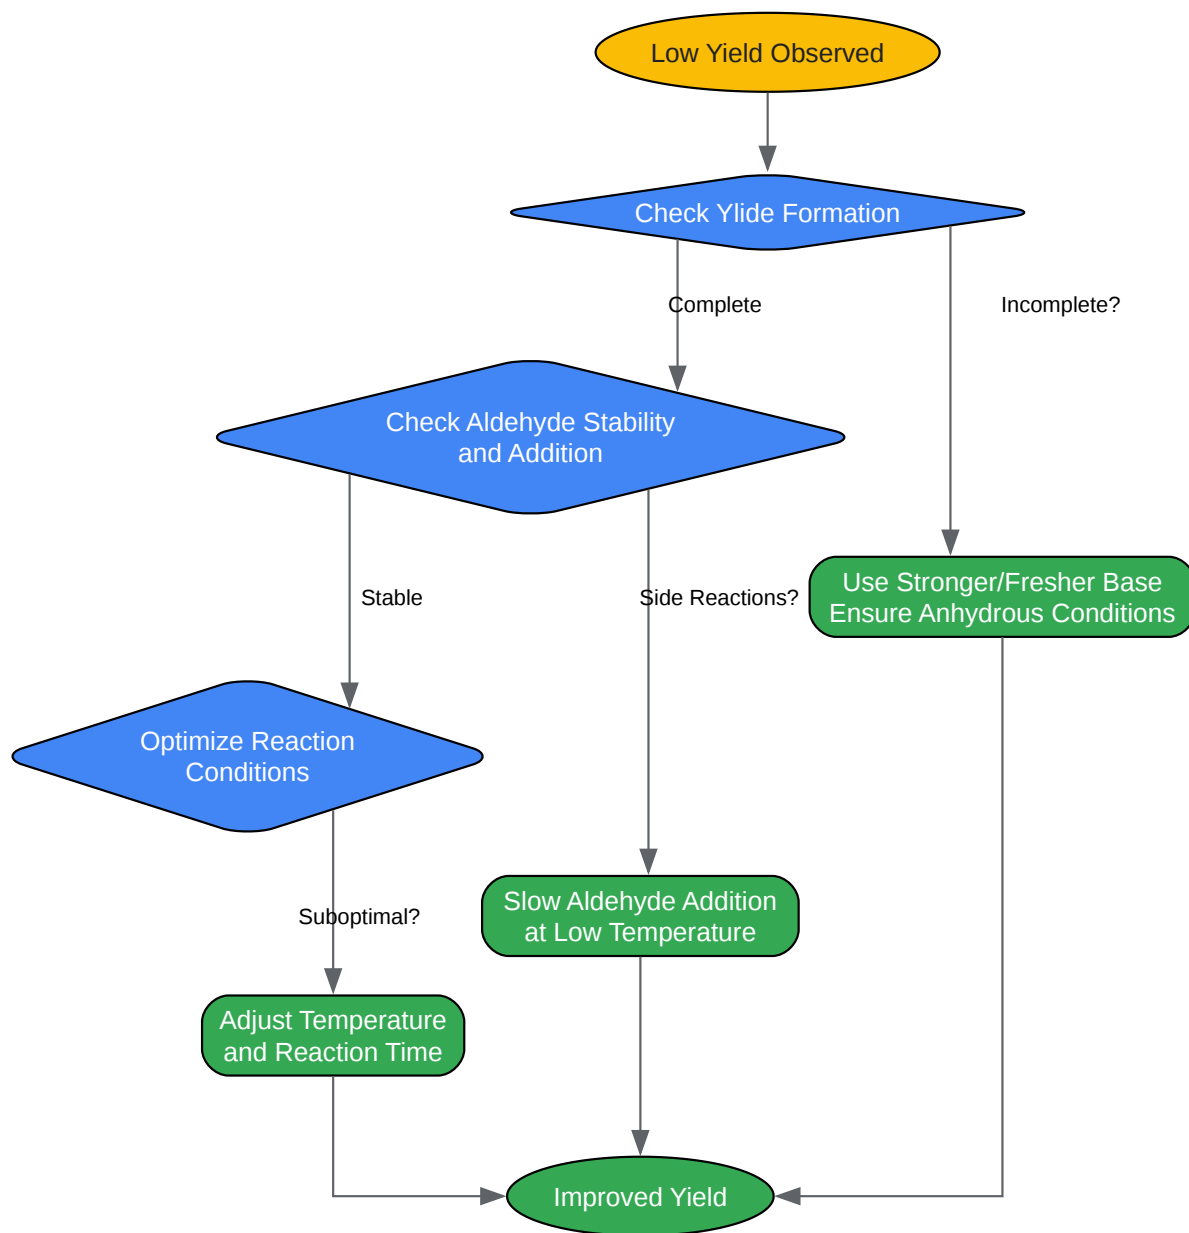 Low Yield Observed
Check Ylide Formation
Complete
Incomplete?
Check Aldehyde Stability
and Addition
Stable
Side Reactions?
Use Stronger/Fresher Base
Ensure Anhydrous Conditions
Optimize Reaction
Conditions
Suboptimal?
Slow Aldehyde Addition
at Low Temperature
Adjust Temperature
and Reaction Time
Improved Yield